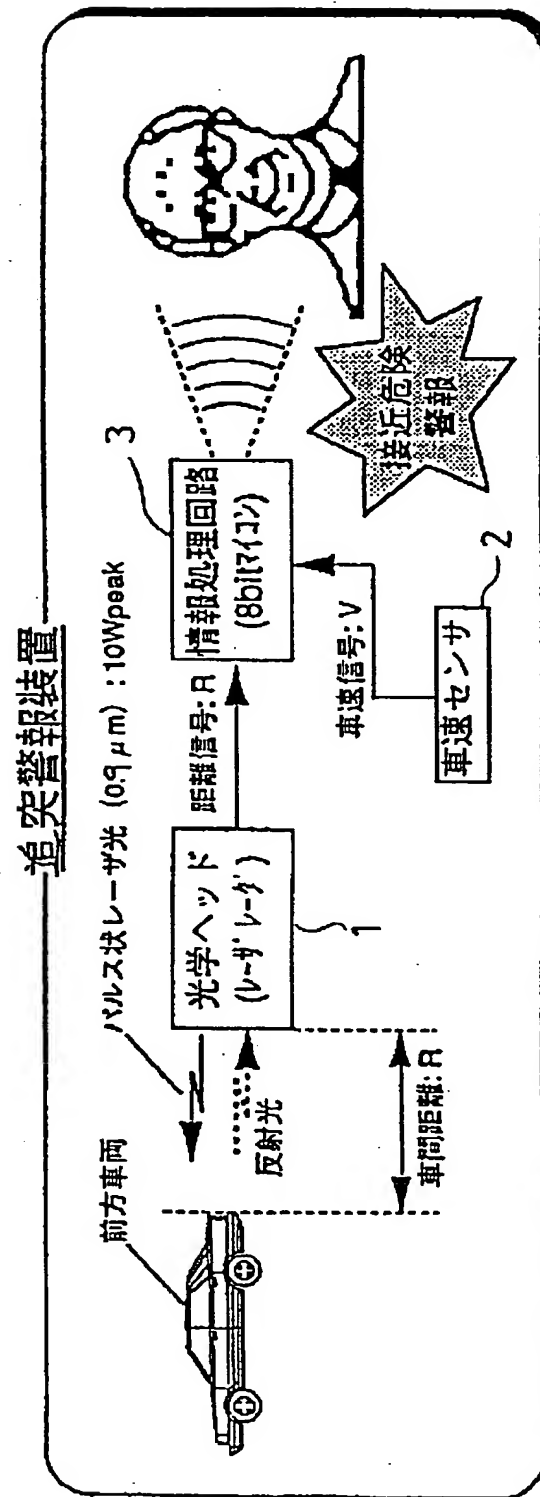 追突警報装置
前方車両
パルス状レーザ光 (0.9μm) : 10Wpeak
反射光
光学ヘッド
(レーザレーダ)
1
距離信号: R
情報処理回路
(8bitマイコン)
3
接近危険
警報
車速信号: V
車速センサ
2
車間距離: R